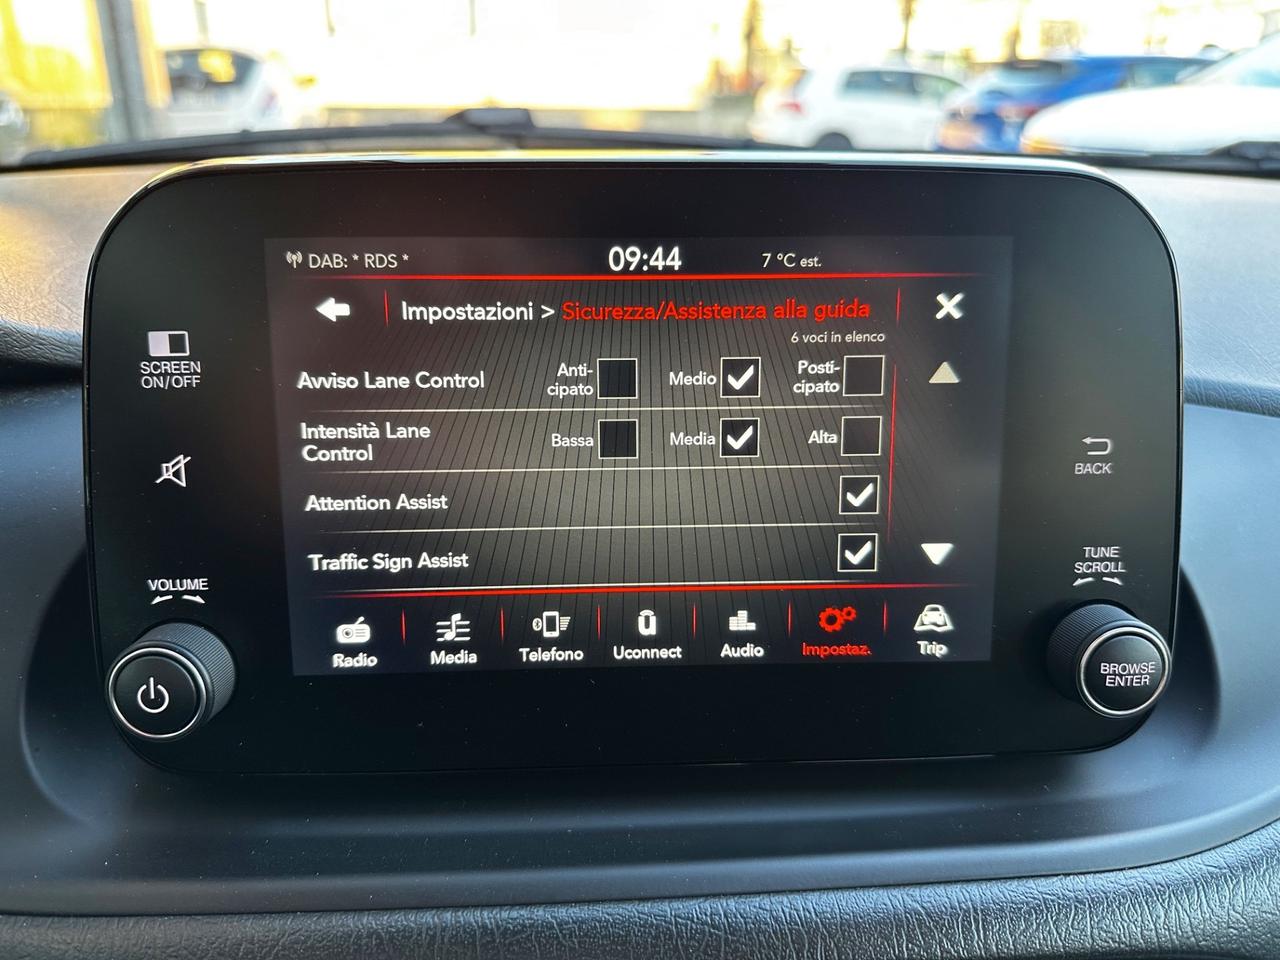 DAB: * RDS *
09:44
7 °C est.
Impostazioni > Sicurezza/Assistenza alla guida
6 voci in elenco
Avviso Lane Control
Anti-
cipato
Medio
Posti-
cipato
Intensità Lane
Control
Bassa
Media
Alta
Attention Assist
Traffic Sign Assist
Radio
Media
Telefono
Uconnect
Audio
Impostaz.
Trip
SCREEN
ON/OFF
VOLUME
BACK
TUNE
SCROLL
BROWSE
ENTER